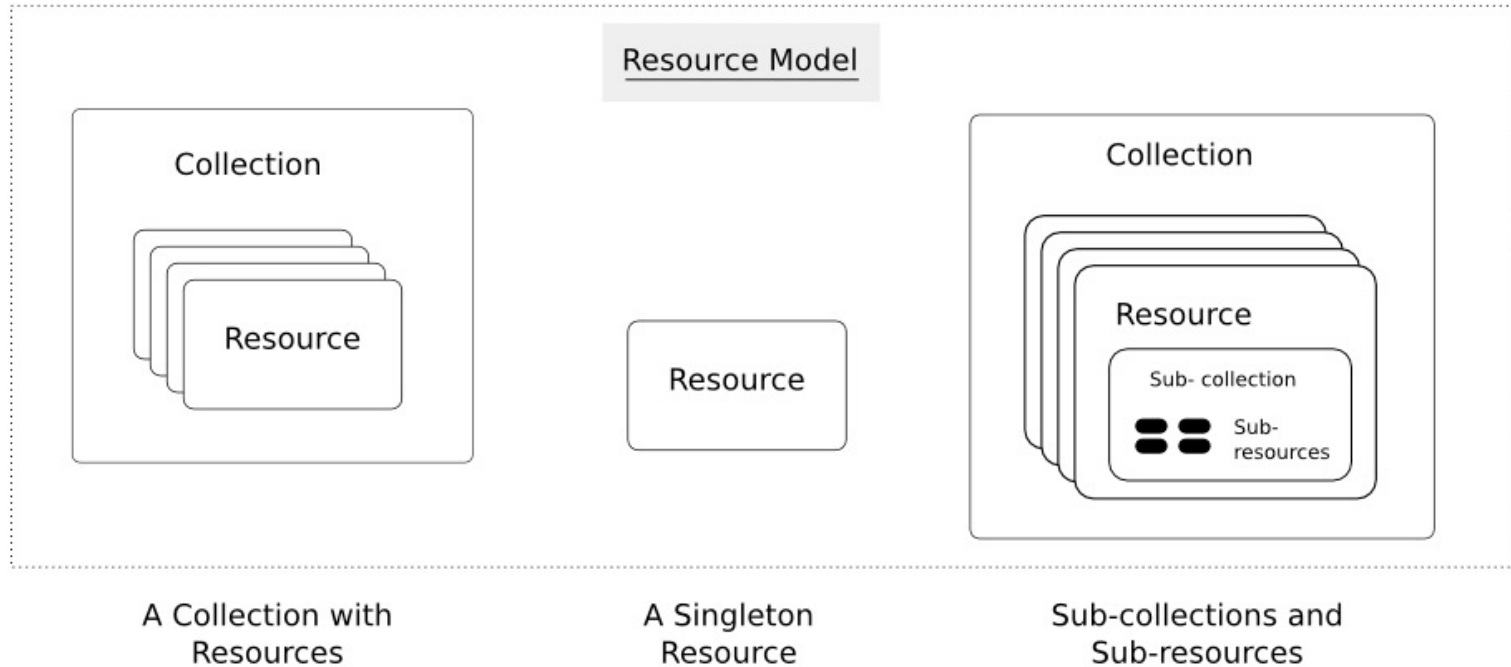 Resource Model
Collection
Resource
Resource
Collection
Resource
Sub- collection
Sub-
resources
A Collection with
Resources
A Singleton
Resource
Sub-collections and
Sub-resources